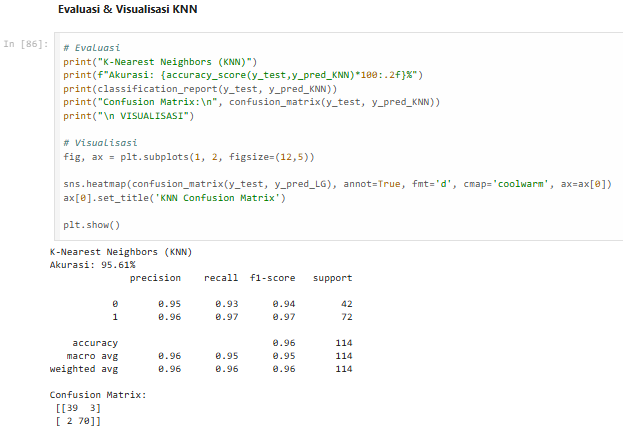 Evaluasi & Visualisasi KNN
In [86]:
# Evaluasi
print("K-Nearest Neighbors (KNN)")
print(f"Akurasi: {accuracy_score(y_test,y_pred_KNN)*100:.2f}%")
print(classification_report(y_test, y_pred_KNN))
print("Confusion Matrix:\n", confusion_matrix(y_test, y_pred_KNN))
print("\n VISUALISASI")
# Visualisasi
fig, ax = plt.subplots(1, 2, figsize=(12,5))
sns.heatmap(confusion_matrix(y_test, y_pred_LG), annot=True, fmt='d', cmap='coolwarm', ax=ax[0])
ax[0].set_title('KNN Confusion Matrix')
plt.show()
K-Nearest Neighbors (KNN)
Akurasi: 95.61%
precision recall f1-score support
0 0.95 0.93 0.94 42
1 0.96 0.97 0.97 72
accuracy 0.96 114
macro avg 0.96 0.95 0.95 114
weighted avg 0.96 0.96 0.96 114
Confusion Matrix:
[[39 3]
[ 2 70]]